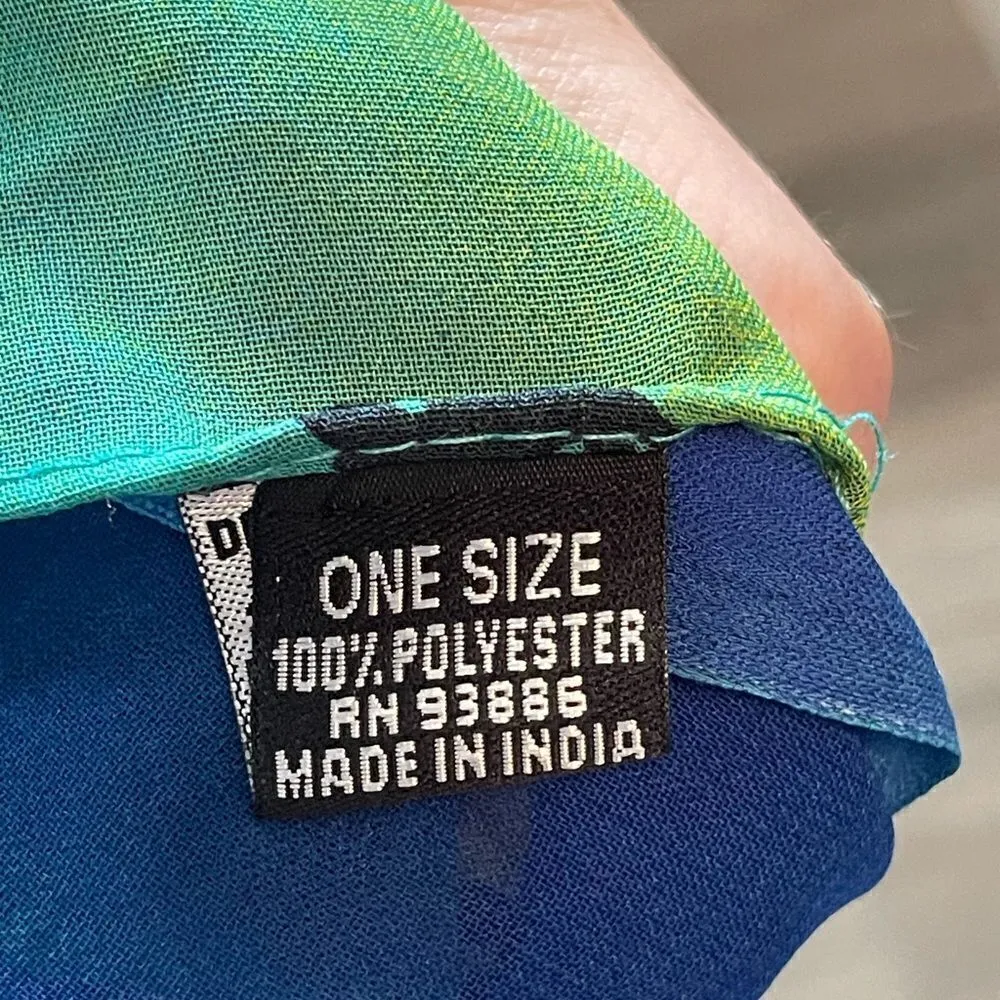 D
ONE SIZE
100% POLYESTER
RN 93886
MADE IN INDIA